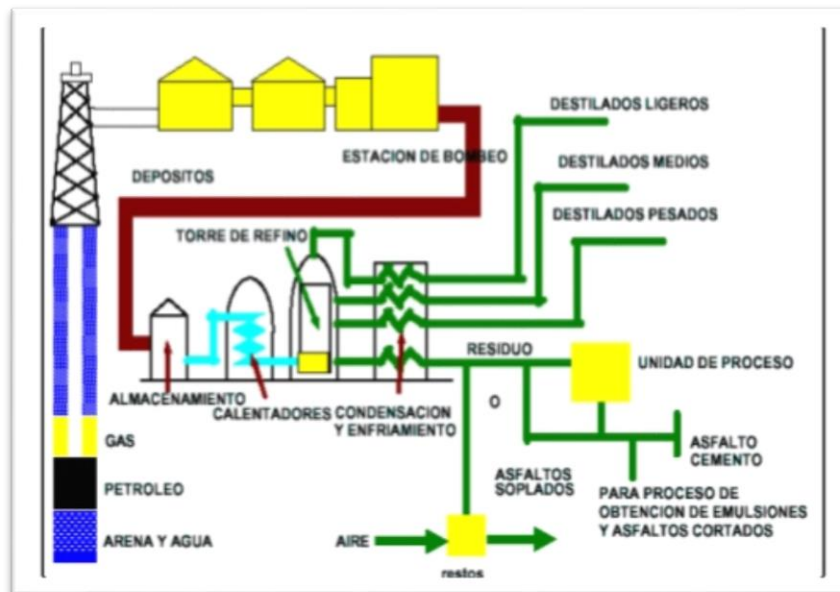 DESTILADOS LIGEROS
ESTACION DE BOMBEO
DESTILADOS MEDIOS
DEPOSITOS
DESTILADOS PESADOS
TORRE DE REFINO
RESIDUO
UNIDAD DE PROCESO
ALMACENAMIENTO
CALENTADORES
CONDENSACION
Y ENFRIAMIENTO
O
GAS
ASFALTO
CEMENTO
ASFALTOS
SOPLADOS
PETROLEO
PARA PROCESO DE
OBTENCION DE EMULSIONES
Y ASFALTOS CORTADOS
ARENA Y AGUA
AIRE
restos